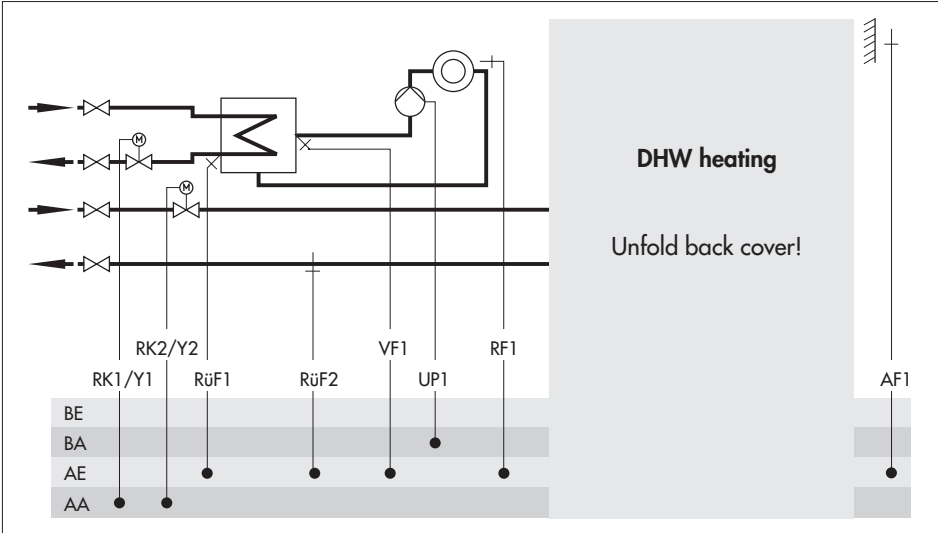 M
M
DHW heating
Unfold back cover!
RK2/Y2 VF1 RF1
RK1/Y1 RüF1 RüF2 UP1 AF1
BE
BA
AE
AA